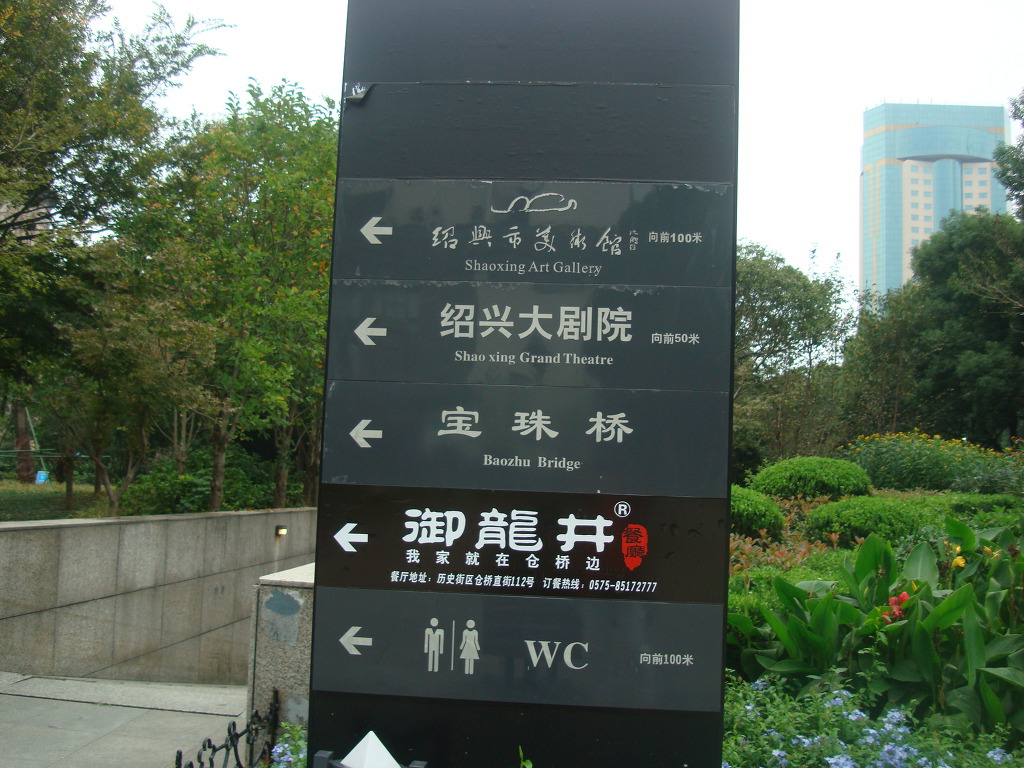 绍興市美術館 向前100米
Shaoxing Art Gallery
绍兴大剧院 向前50米
Shao xing Grand Theatre
宝珠桥
Baozhu Bridge
御龍井® 餐廳
我家就在仓桥边
餐厅地址：历史街区仓桥直街112号 订餐热线：0575-85172777
WC 向前100米